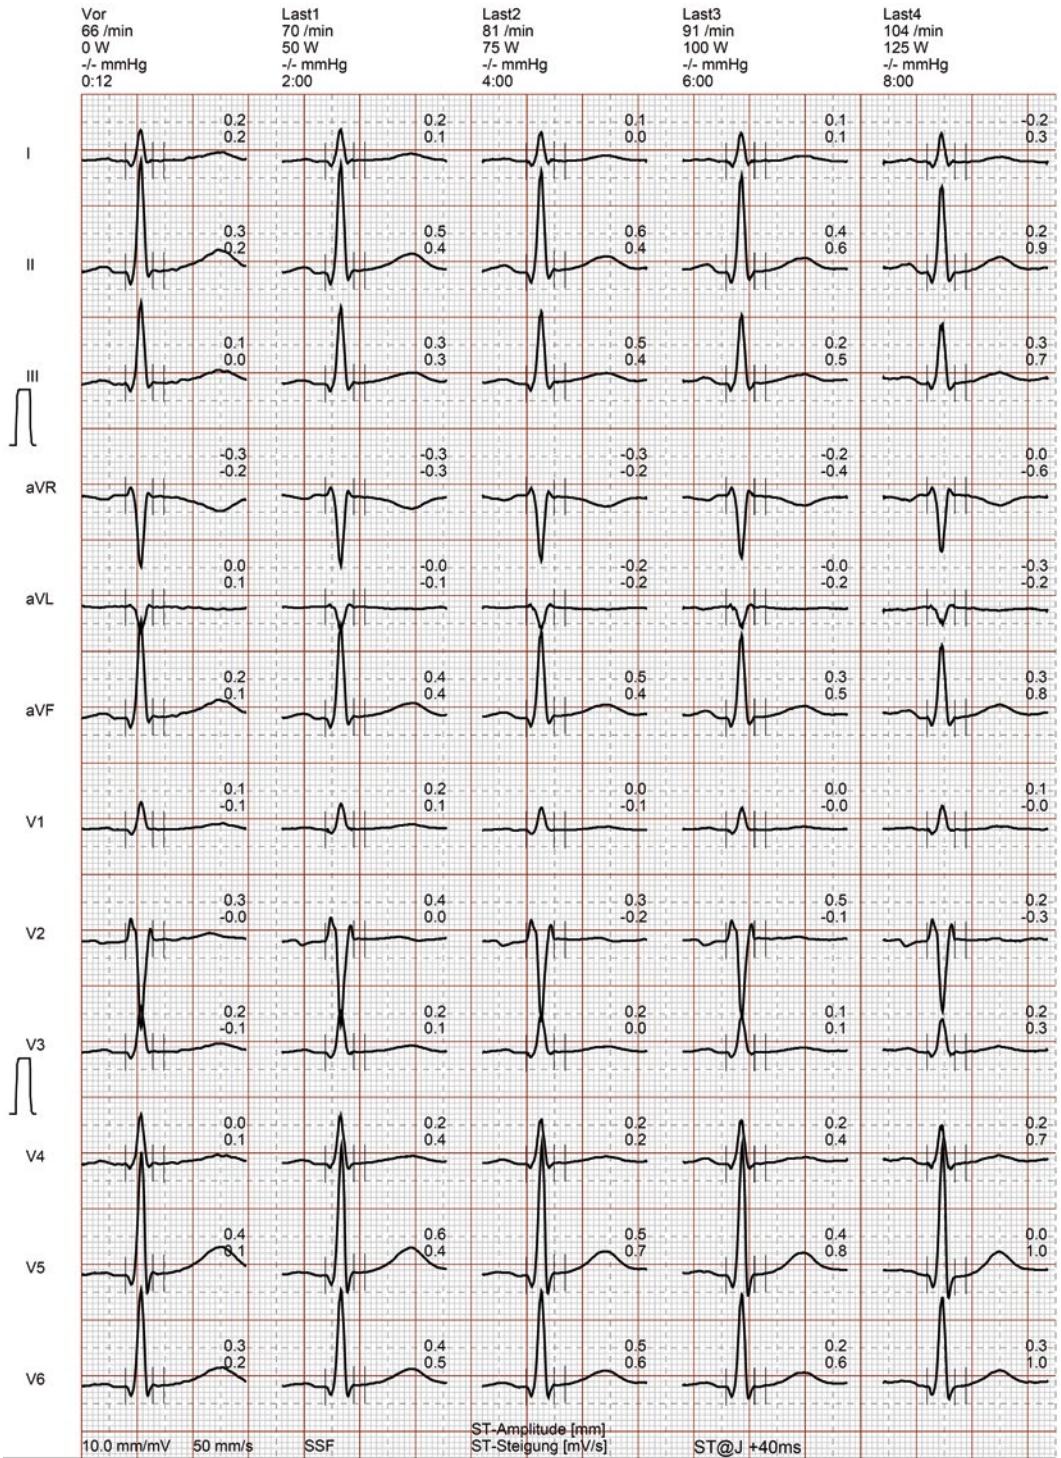 Vor Last1 Last2 Last3 Last4
66 /min 70 /min 81 /min 91 /min 104 /min
0 W 50 W 75 W 100 W 125 W
-/- mmHg -/- mmHg -/- mmHg -/- mmHg -/- mmHg
0:12 2:00 4:00 6:00 8:00
0.2 0.2 0.1 0.1 -0.2
0.2 0.1 0.0 0.1 0.3
I
0.3 0.5 0.6 0.4 0.2
0.2 0.4 0.4 0.6 0.9
II
0.1 0.3 0.5 0.2 0.3
0.0 0.3 0.4 0.5 0.7
III
-0.3 -0.3 -0.3 -0.2 0.0
-0.2 -0.3 -0.2 -0.4 -0.6
aVR
0.0 -0.0 -0.2 -0.0 -0.3
0.1 -0.1 -0.2 -0.2 -0.2
aVL
0.2 0.4 0.5 0.3 0.3
0.1 0.4 0.4 0.5 0.8
aVF
0.1 0.2 0.0 0.0 0.1
-0.1 0.1 -0.1 -0.0 -0.0
V1
0.3 0.4 0.3 0.5 0.2
-0.0 0.0 -0.2 -0.1 -0.3
V2
0.2 0.2 0.2 0.1 0.2
-0.1 0.1 0.0 0.1 0.3
V3
0.0 0.2 0.2 0.2 0.2
0.1 0.4 0.2 0.4 0.7
V4
0.4 0.6 0.5 0.4 0.0
0.1 0.4 0.7 0.8 1.0
V5
0.3 0.4 0.5 0.2 0.3
0.2 0.5 0.6 0.6 1.0
V6
ST-Amplitude [mm]
10.0 mm/mV 50 mm/s SSF ST-Steigung [mV/s] ST@J +40ms